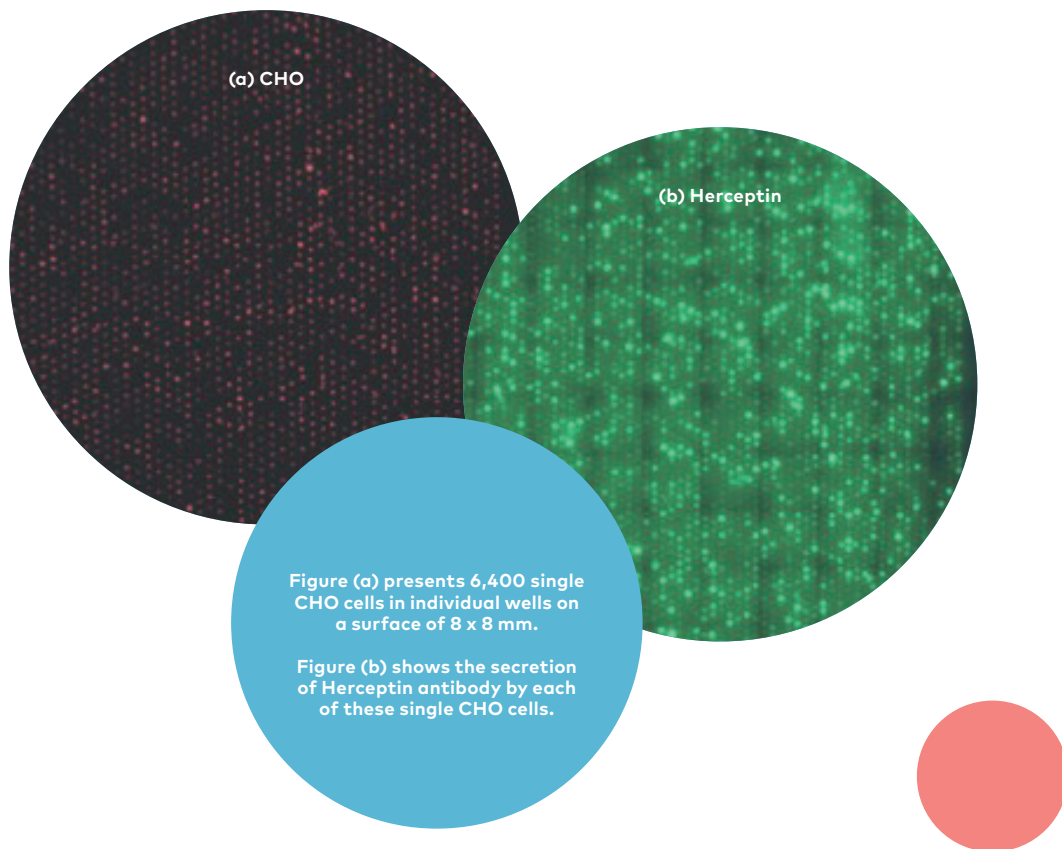 (a) CHO
(b) Herceptin
Figure (a) presents 6,400 single
CHO cells in individual wells on
a surface of 8 x 8 mm.
Figure (b) shows the secretion
of Herceptin antibody by each
of these single CHO cells.